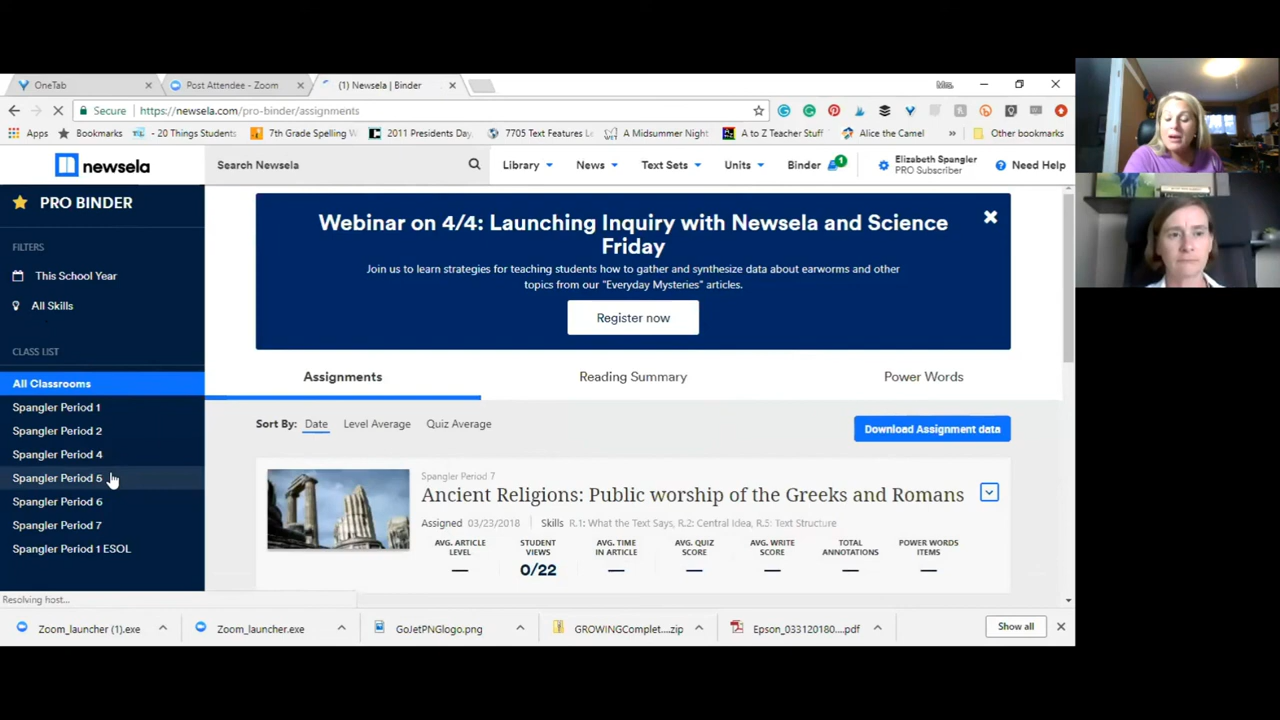 OneTab
Post Attendee - Zoom
(1) Newsela | Binder
Mrs.
Secure
https://newsela.com/pro-binder/assignments
Apps
Bookmarks
- 20 Things Students
7th Grade Spelling
2011 Presidents Day
7705 Text Features L
A Midsummer Night
A to Z Teacher Stuff
Alice the Camel
»
Other bookmarks
newsela
Search Newsela
Library
News
Text Sets
Units
Binder
1
Elizabeth Spangler
PRO Subscriber
Need Help
PRO BINDER
FILTERS
This School Year
All Skills
CLASS LIST
All Classrooms
Spangler Period 1
Spangler Period 2
Spangler Period 4
Spangler Period 5
Spangler Period 6
Spangler Period 7
Spangler Period 1 ESOL
Resolving host...
Webinar on 4/4: Launching Inquiry with Newsela and Science
Friday
Join us to learn strategies for teaching students how to gather and synthesize data about earworms and other
topics from our "Everyday Mysteries" articles.
Register now
Assignments
Reading Summary
Power Words
Sort By: Date Level Average Quiz Average
Download Assignment data
Spangler Period 7
Ancient Religions: Public worship of the Greeks and Romans
Assigned 03/23/2018 Skills R.1: What the Text Says, R.2: Central Idea, R.5: Text Structure
AVG. ARTICLE LEVEL
—
STUDENT VIEWS
0/22
AVG. TIME IN ARTICLE
—
AVG. QUIZ SCORE
—
AVG. WRITE SCORE
—
TOTAL ANNOTATIONS
—
POWER WORDS ITEMS
—
Zoom_launcher (1).exe
Zoom_launcher.exe
GoJetPNGlogo.png
GROWINGComplet....zip
Epson_033120180....pdf
Show all